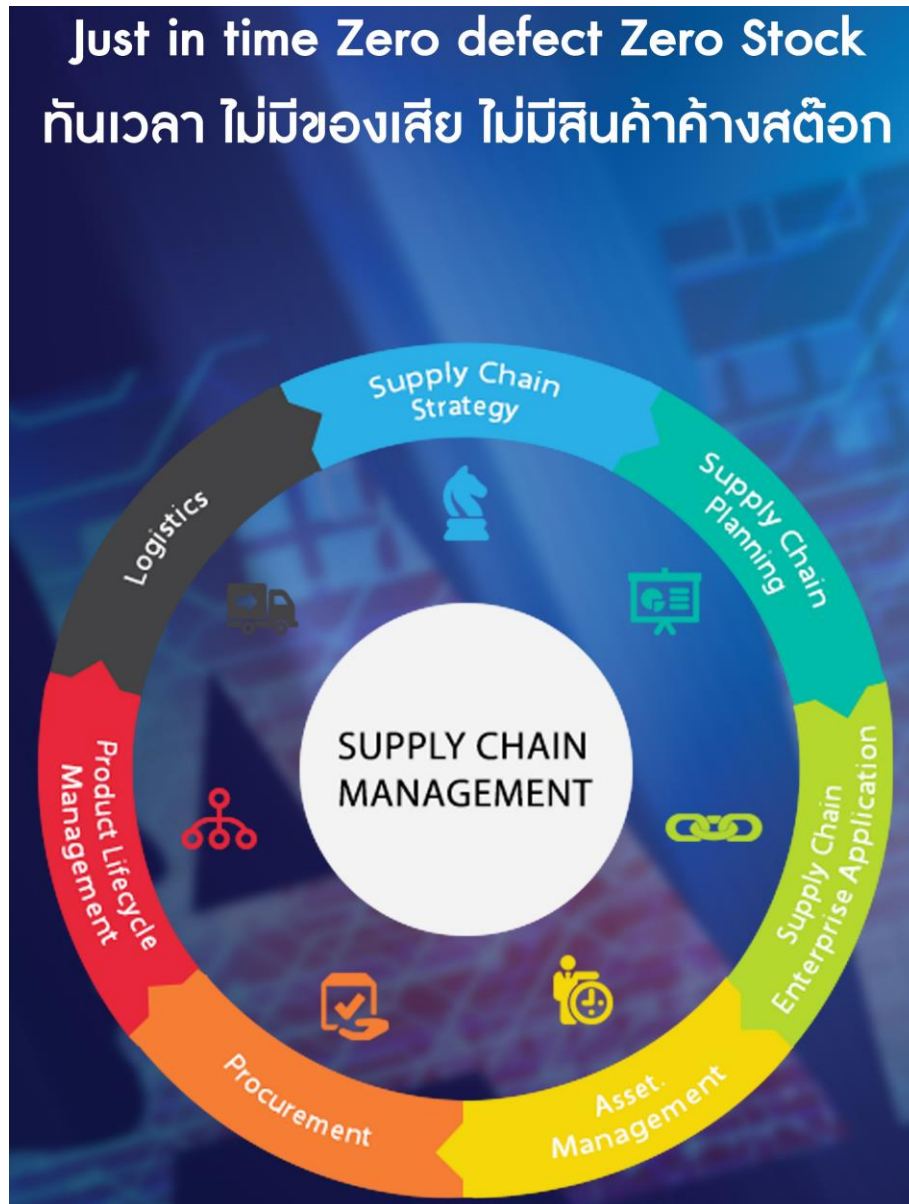 Just in time Zero defect Zero Stock
ทันเวลา ไม่มีของเสีย ไม่มีสินค้าค้างสต๊อก
Supply Chain
Strategy
Supply Chain
Planning
Supply Chain
Enterprise Application
Asset.
Management
Procurement
Product Lifecycle
Management
Logistics
SUPPLY CHAIN
MANAGEMENT